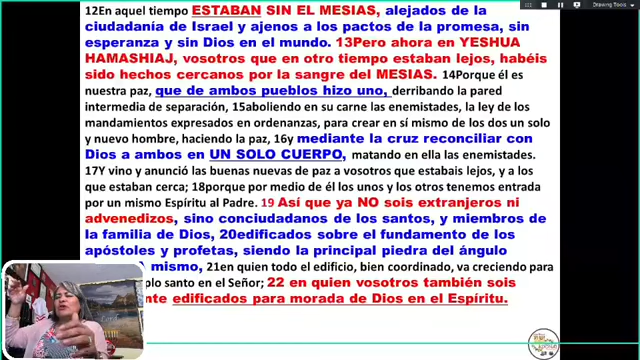 Drawing Tools
12En aquel tiempo ESTABAN SIN EL MESIAS, alejados de la
ciudadanía de Israel y ajenos a los pactos de la promesa, sin
esperanza y sin Dios en el mundo. 13Pero ahora en YESHUA
HAMASHIAJ, vosotros que en otro tiempo estaban lejos, habéis
sido hechos cercanos por la sangre del MESIAS. 14Porque él es
nuestra paz, que de ambos pueblos hizo uno, derribando la pared
intermedia de separación, 15aboliendo en su carne las enemistades, la ley de los
mandamientos expresados en ordenanzas, para crear en sí mismo de los dos un solo
y nuevo hombre, haciendo la paz, 16y mediante la cruz reconciliar con
Dios a ambos en UN SOLO CUERPO, matando en ella las enemistades.
17Y vino y anunció las buenas nuevas de paz a vosotros que estabais lejos, y a los
que estaban cerca; 18porque por medio de él los unos y los otros tenemos entrada
por un mismo Espíritu al Padre. 19 Así que ya NO sois extranjeros ni
advenedizos, sino conciudadanos de los santos, y miembros de
la familia de Dios, 20edificados sobre el fundamento de los
apóstoles y profetas, siendo la principal piedra del ángulo
mismo, 21en quien todo el edificio, bien coordinado, va creciendo para
plo santo en el Señor; 22 en quien vosotros también sois
nte edificados para morada de Dios en el Espíritu.